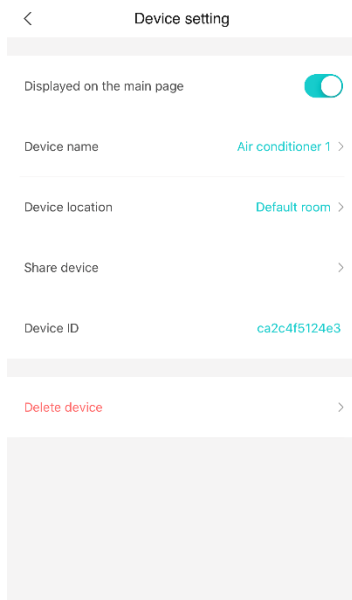 Device setting
Displayed on the main page
Device name Air conditioner 1
Device location Default room
Share device
Device ID ca2c4f5124e3
Delete device